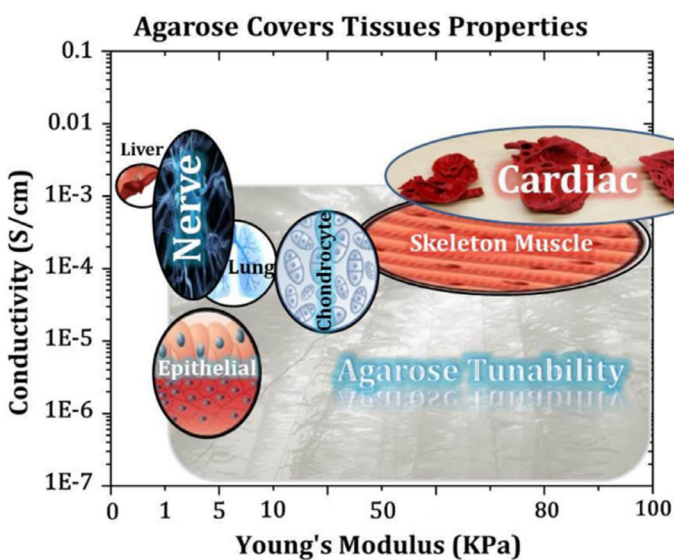 Agarose Covers Tissues Properties
0.1
0.01
1E-3
1E-4
1E-5
1E-6
1E-7
Conductivity (S/cm)
Liver
Nerve
Lung
Epithelial
Chondrocyte
Cardiac
Skeleton Muscle
Agarose Tunability
0 1 5 10 50 80 100
Young's Modulus (KPa)